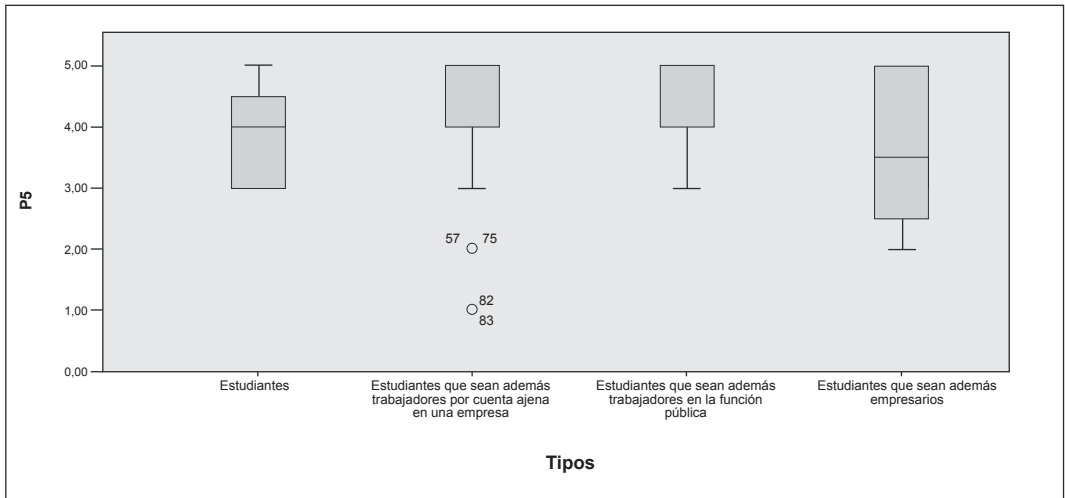 5,00
4,00
3,00
2,00
1,00
0,00
P5
57 75
82
83
Estudiantes
Estudiantes que sean además
trabajadores por cuenta ajena
en una empresa
Estudiantes que sean además
trabajadores en la función
pública
Estudiantes que sean además
empresarios
Tipos